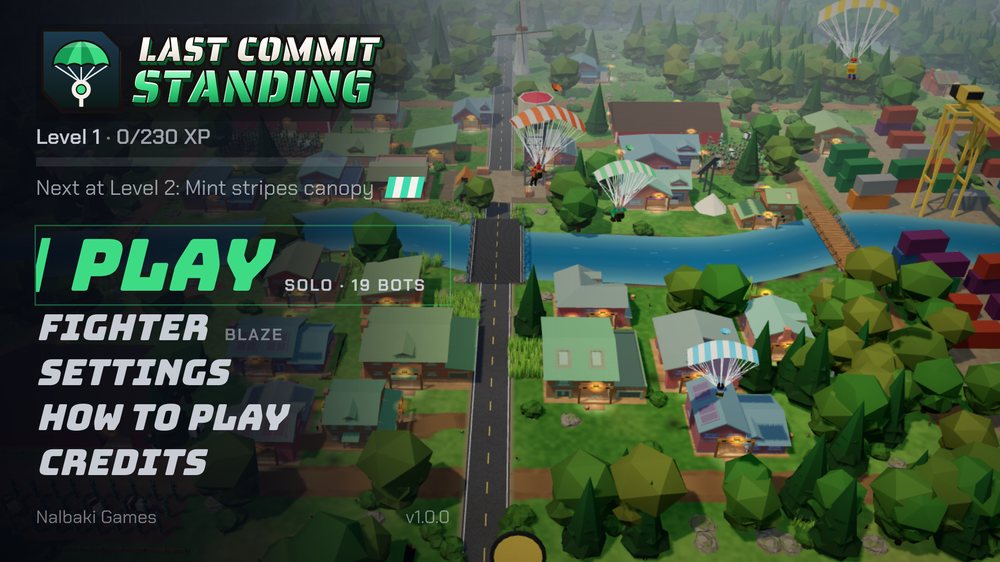 LAST COMMIT
STANDING
Level 1 · 0/230 XP
Next at Level 2: Mint stripes canopy
PLAY SOLO · 19 BOTS
FIGHTER BLAZE
SETTINGS
HOW TO PLAY
CREDITS
Nalbaki Games v1.0.0